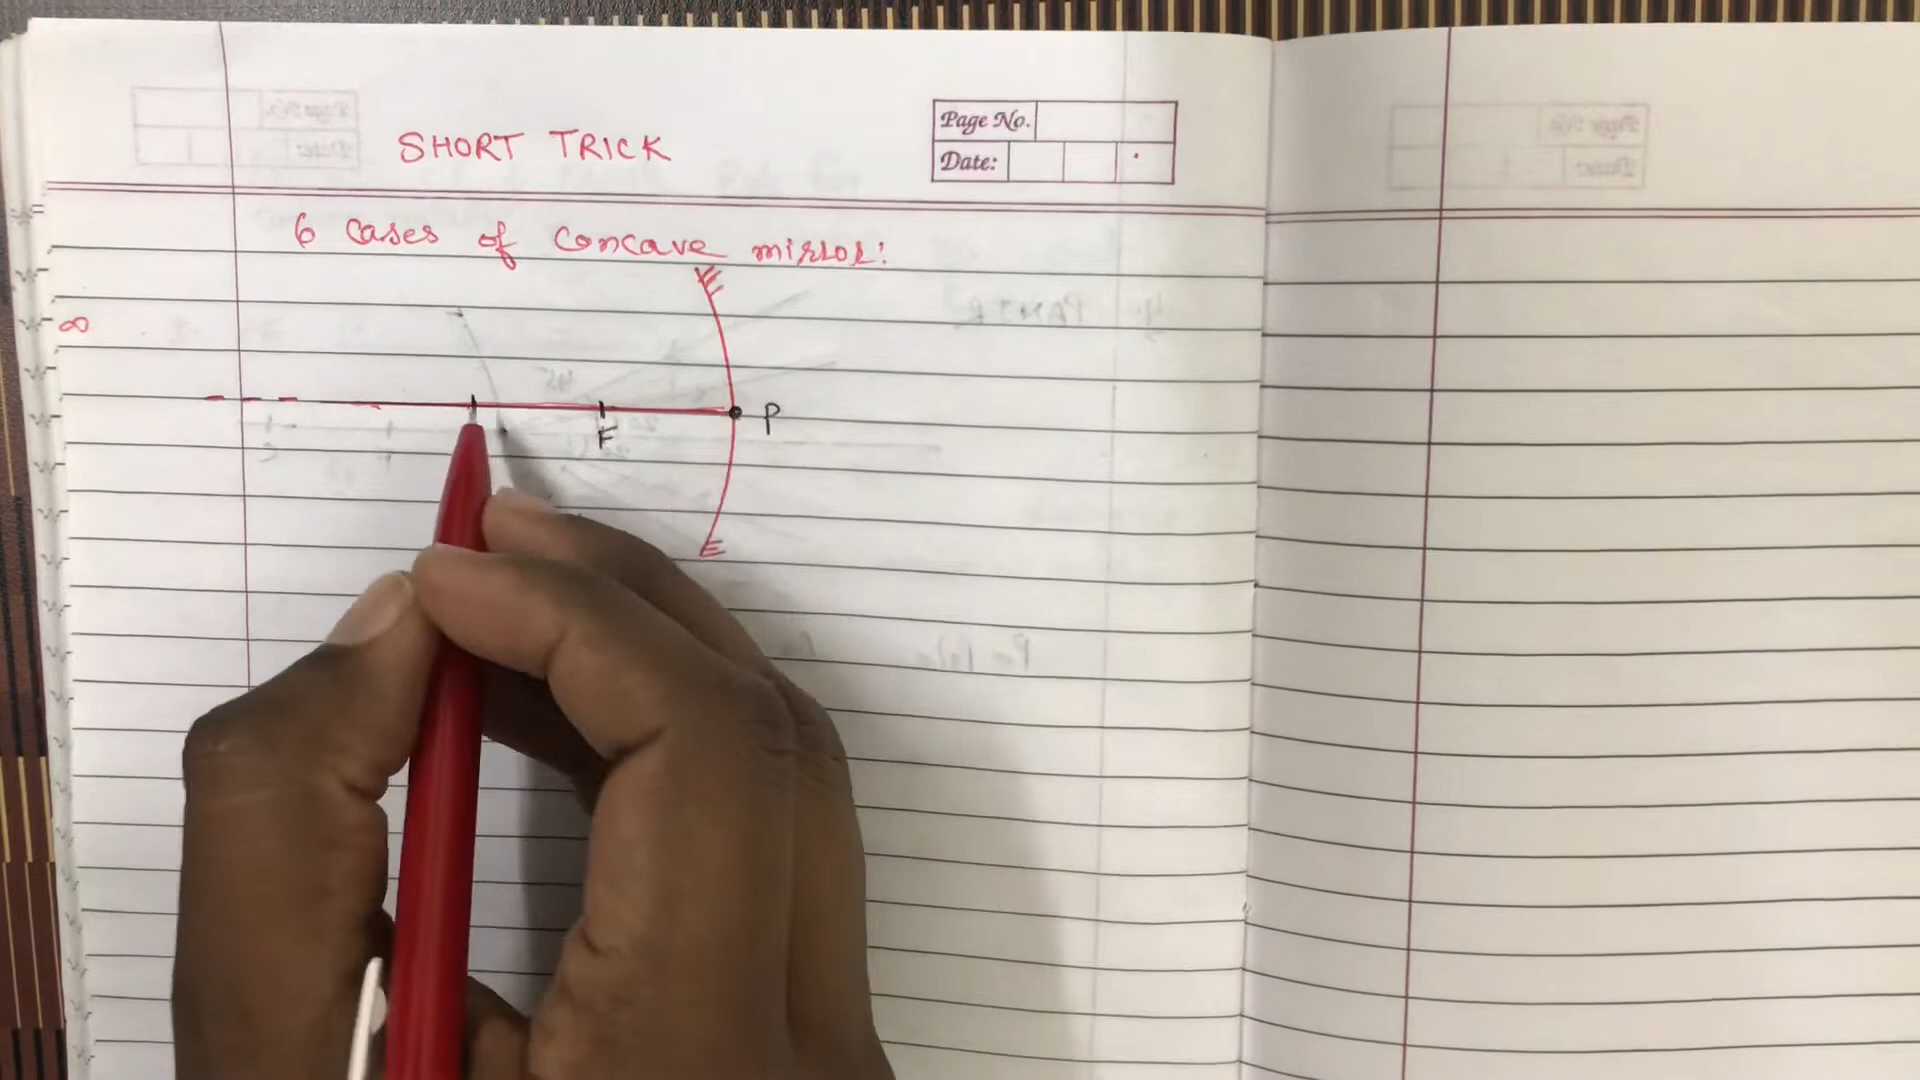 Page No.
SHORT TRICK
Date:
6 cases of concave mirror:
∞
P
F